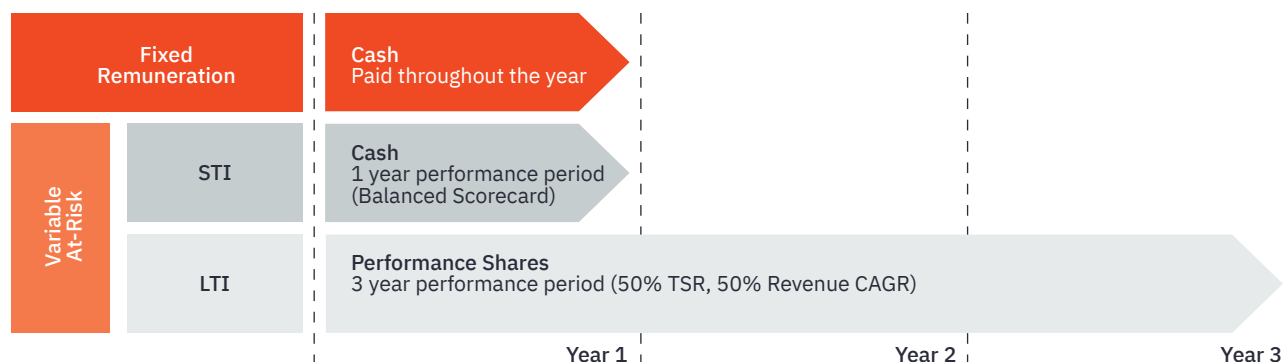 Fixed
Remuneration
Cash
Paid throughout the year
Variable
At-Risk
STI
Cash
1 year performance period
(Balanced Scorecard)
LTI
Performance Shares
3 year performance period (50% TSR, 50% Revenue CAGR)
Year 1
Year 2
Year 3